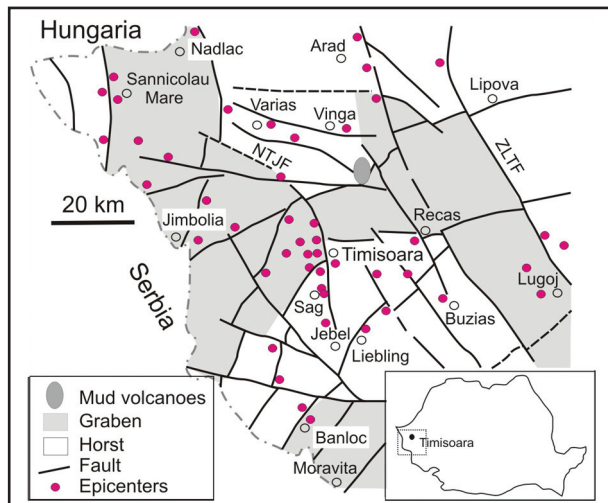 Hungaria
Nadlac
Arad
Sannicolau
Mare
Lipova
Varias
Vinga
NTJF
ZLTF
20 km
Jimbolia
Recas
Timisoara
Serbia
Lugoj
Sag
Buzias
Jebel
Liebling
Mud volcanoes
Graben
Horst
Fault
Epicenters
Banloc
Moravita
Timisoara